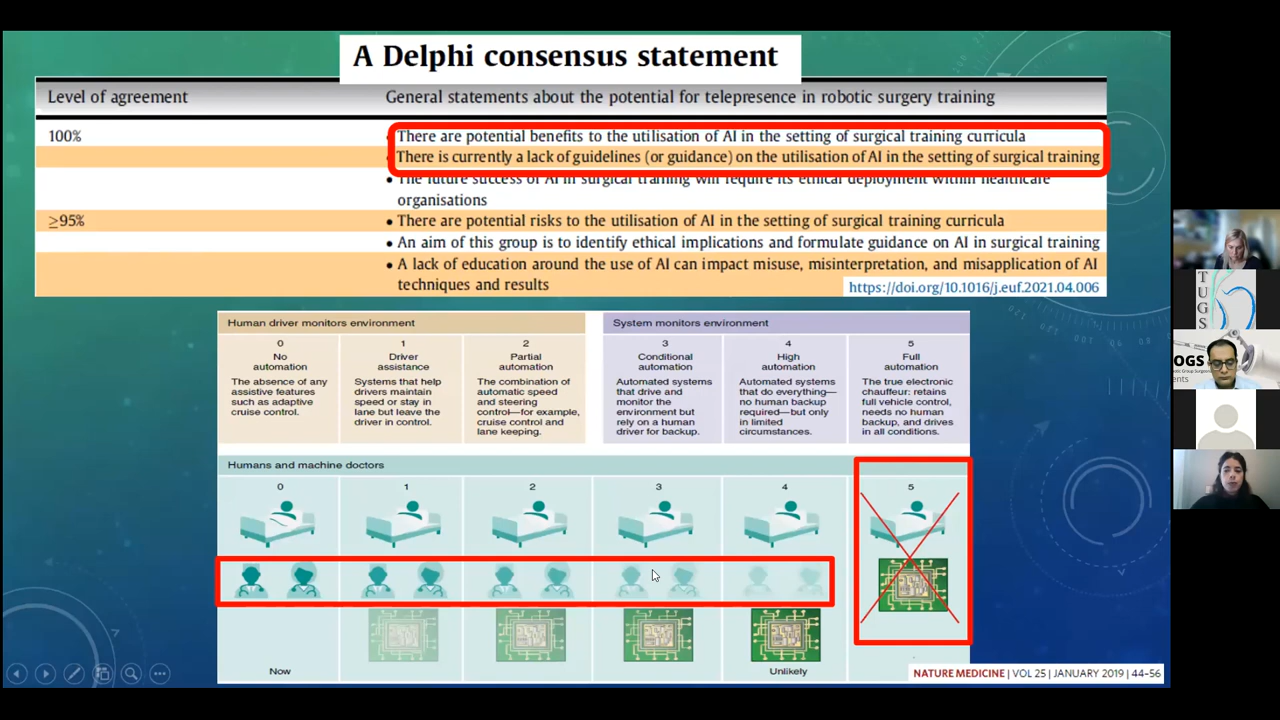 A Delphi consensus statement
Level of agreement
General statements about the potential for telepresence in robotic surgery training
100%
There are potential benefits to the utilisation of AI in the setting of surgical training curricula
There is currently a lack of guidelines (or guidance) on the utilisation of AI in the setting of surgical training
• The future success of AI in surgical training will require its ethical deployment within healthcare
organisations
≥95%
• There are potential risks to the utilisation of AI in the setting of surgical training curricula
• An aim of this group is to identify ethical implications and formulate guidance on AI in surgical training
• A lack of education around the use of AI can impact misuse, misinterpretation, and misapplication of AI
techniques and results
https://doi.org/10.1016/j.euf.2021.04.006
Human driver monitors environment
System monitors environment
0
No
automation
The absence of any
assistive features
such as adaptive
cruise control.
1
Driver
assistance
Systems that help
drivers maintain
speed or stay in
lane but leave the
driver in control.
2
Partial
automation
The combination of
automatic speed
and steering
control—for example,
cruise control and
lane keeping.
3
Conditional
automation
Automated systems
that drive and
monitor the
environment but
rely on a human
driver for backup.
4
High
automation
Automated systems
that do everything—
no human backup
required—but only
in limited
circumstances.
5
Full
automation
The true electronic
chauffeur: retains
full vehicle control,
needs no human
backup, and drives
in all conditions.
Humans and machine doctors
0
1
2
3
4
5
Now
Unlikely
NATURE MEDICINE | VOL 25 | JANUARY 2019 | 44–56
TUGS
OGS